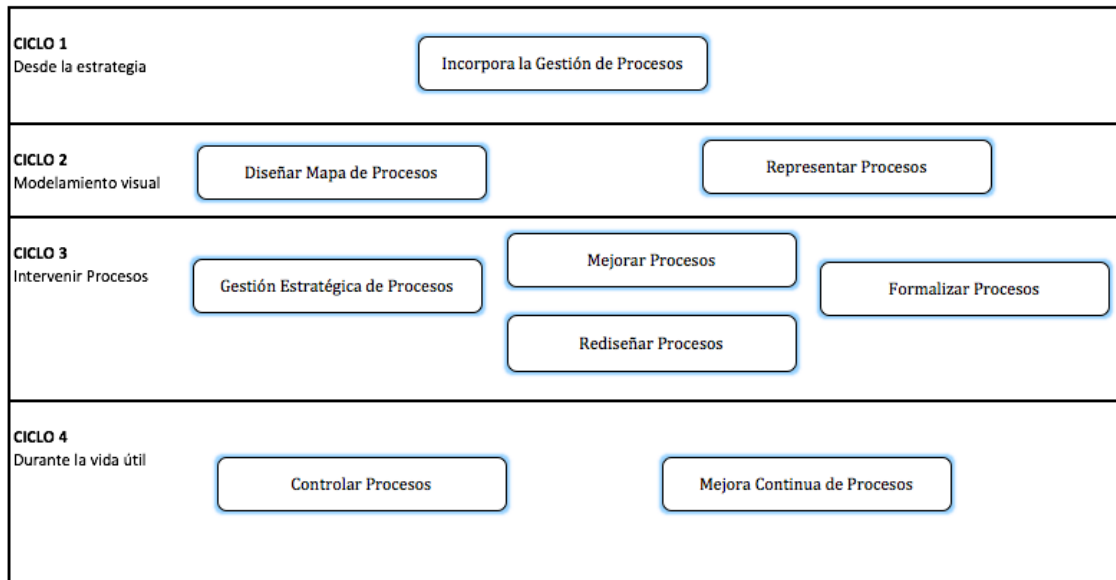 CICLO 1
Desde la estrategia
Incorpora la Gestión de Procesos
CICLO 2
Modelamiento visual
Diseñar Mapa de Procesos
Representar Procesos
CICLO 3
Intervenir Procesos
Gestión Estratégica de Procesos
Mejorar Procesos
Rediseñar Procesos
Formalizar Procesos
CICLO 4
Durante la vida útil
Controlar Procesos
Mejora Continua de Procesos